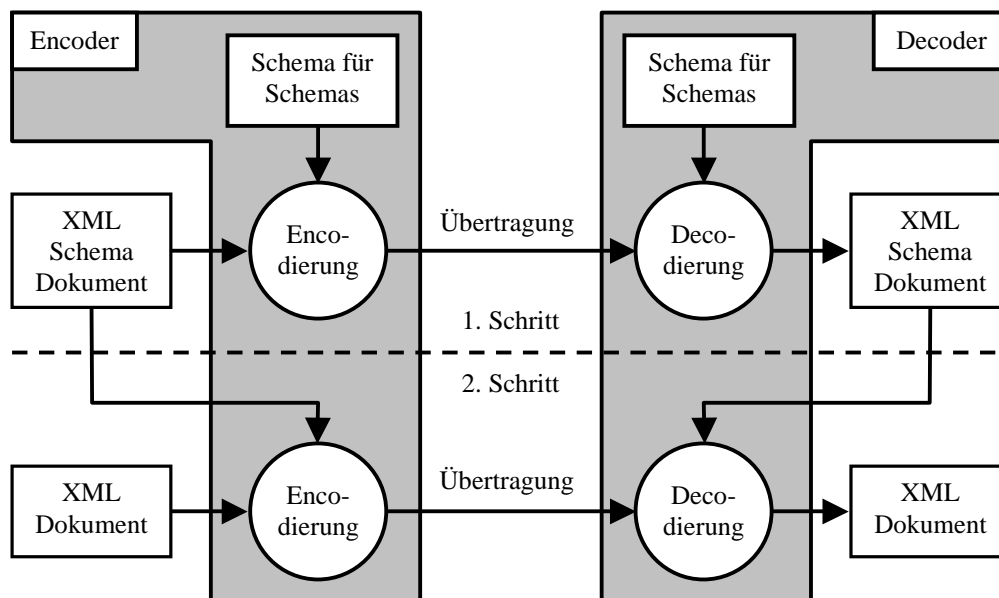 Encoder
Decoder
Schema für
Schemas
Schema für
Schemas
XML
Schema
Dokument
Enco-
dierung
Übertragung
Deco-
dierung
XML
Schema
Dokument
1. Schritt
2. Schritt
XML
Dokument
Enco-
dierung
Übertragung
Deco-
dierung
XML
Dokument